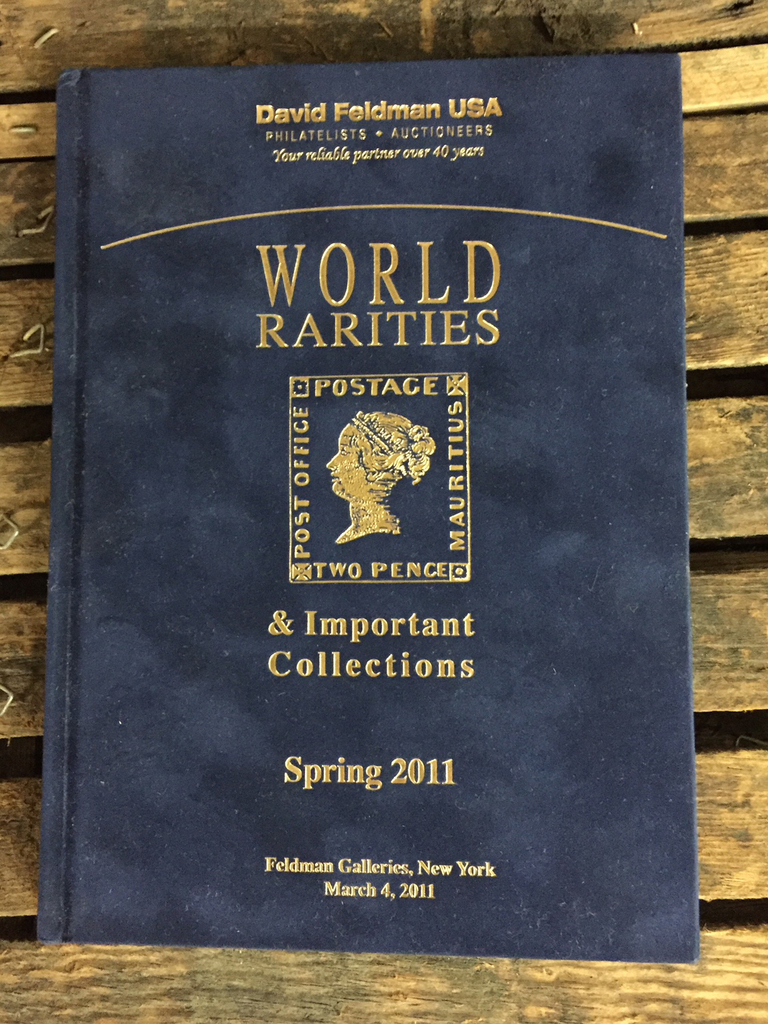 David Feldman USA
PHILATELISTS • AUCTIONEERS
Your reliable partner over 40 years
WORLD
RARITIES
POSTAGE
POST OFFICE
MAURITIUS
TWO PENCE
& Important
Collections
Spring 2011
Feldman Galleries, New York
March 4, 2011